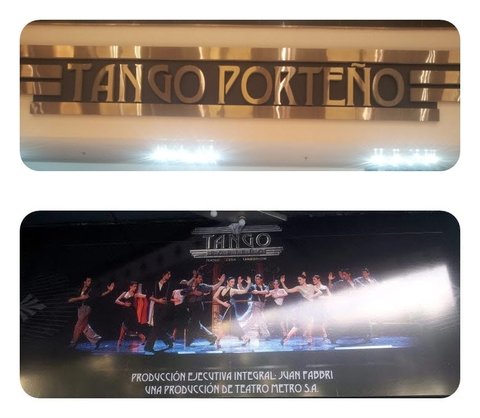 TANGO PORTEÑO
TANGO
PRODUCCIÓN EJECUTIVA INTEGRAL: JUAN FABBRI
UNA PRODUCCIÓN DE TEATRO METRO S.A.